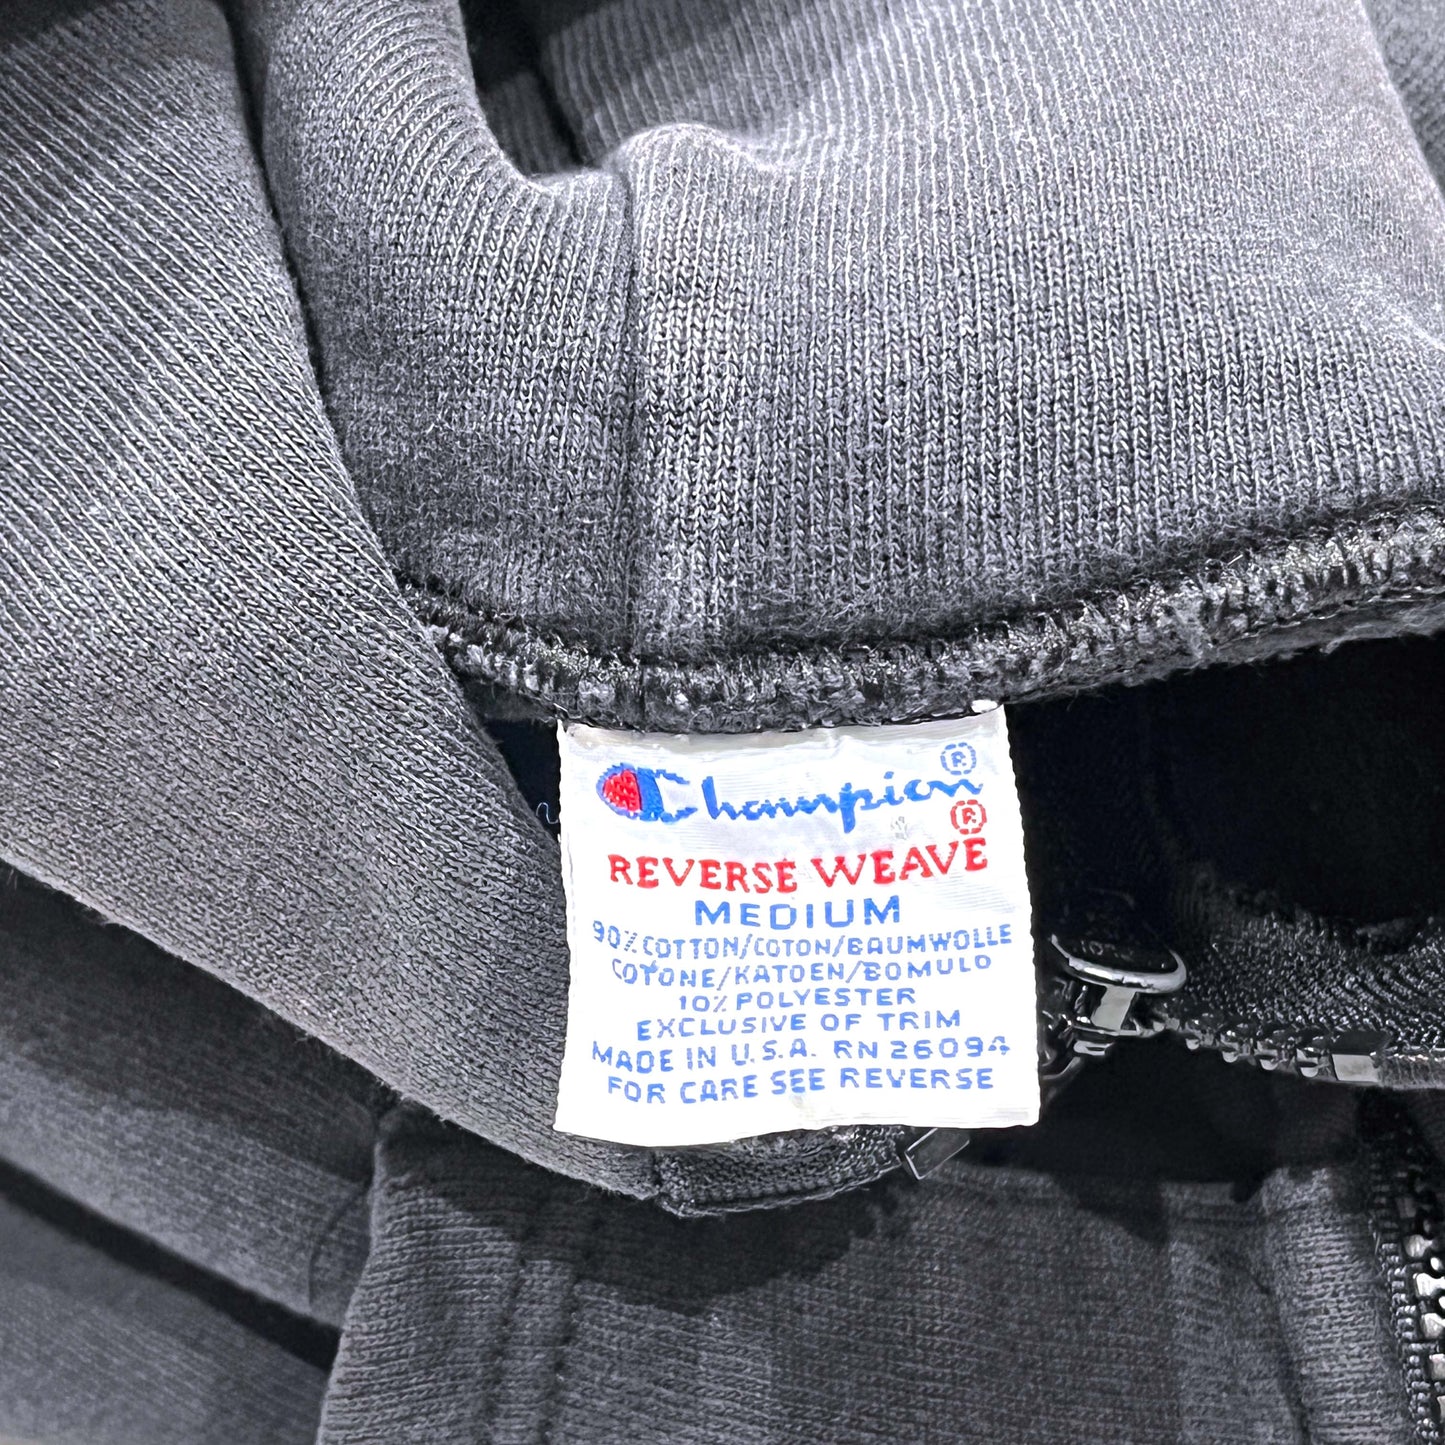 Champion®
®
REVERSE WEAVE
MEDIUM
90% COTTON/COTON/BAUMWOLLE
COTONE/KATOEN/BOMULD
10% POLYESTER
EXCLUSIVE OF TRIM
MADE IN U.S.A. RN 26094
FOR CARE SEE REVERSE